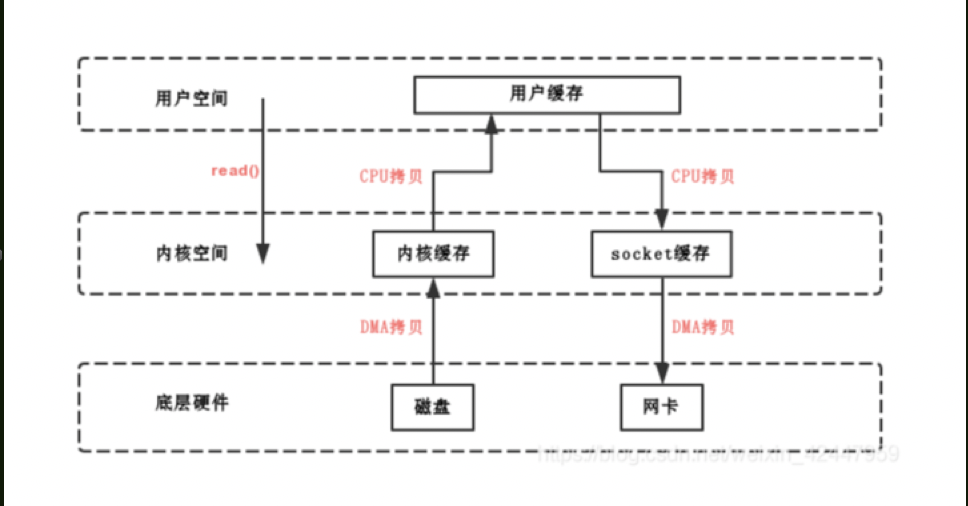 用户空间
用户缓存
read()
CPU拷贝
CPU拷贝
内核空间
内核缓存
socket缓存
DMA拷贝
DMA拷贝
底层硬件
磁盘
网卡
https://blog.csdn.net/weixin_42447959